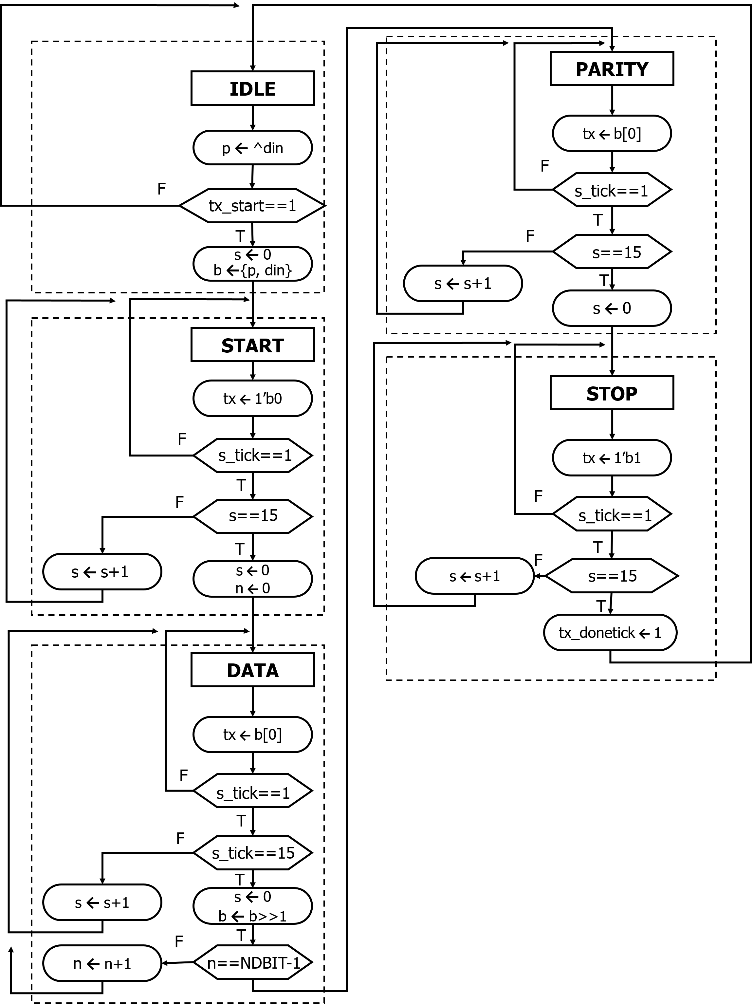 IDLE
p ← ^din
F
tx_start==1
T
s ← 0
b ←{p, din}
START
tx ← 1'b0
F
s_tick==1
T
F
s==15
T
s ← s+1
s ← 0
n ← 0
DATA
tx ← b[0]
F
s_tick==1
T
F
s_tick==15
T
s ← s+1
s ← 0
b ← b>>1
T
F
n ← n+1
n==NDBIT-1
PARITY
tx ← b[0]
F
s_tick==1
T
F
s==15
T
s ← s+1
s ← 0
STOP
tx ← 1'b1
F
s_tick==1
T
F
s ← s+1
s==15
T
tx_donetick ← 1